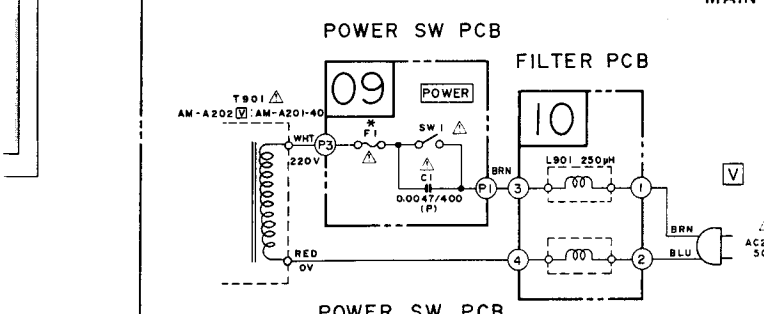 MAIN
POWER SW PCB
FILTER PCB
T901 ⚠
AM-A202 V : AM-A201-40
09
POWER
10
*
F1
SW1 ⚠
⚠
WHT
P3
220V
⚠
C1
0.0047/400
(P)
BRN
P1
3
L901 250μH
1
V
BRN
BLU
AC2
50
RED
0V
4
2
POWER SW PCB